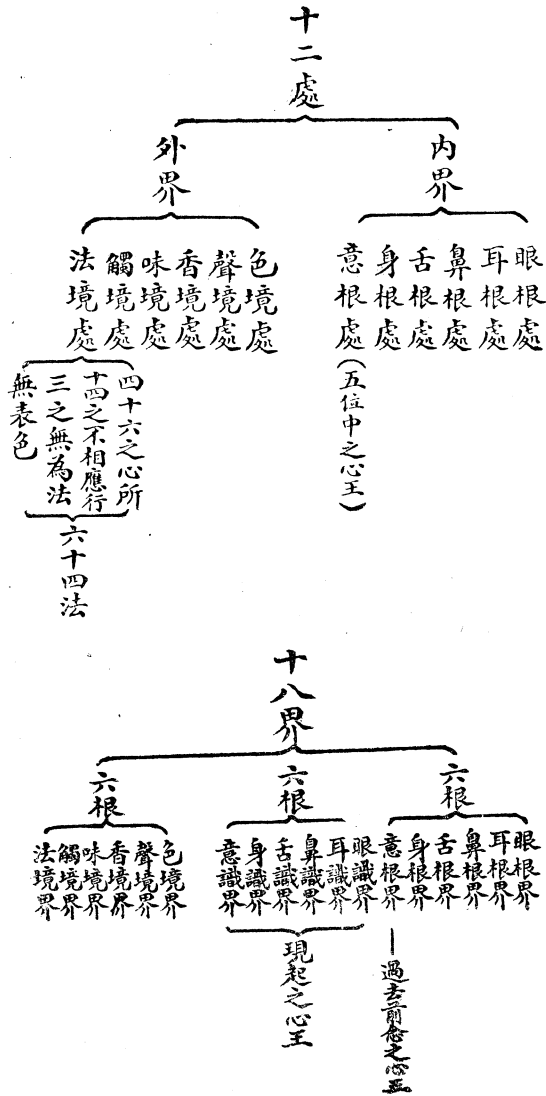 十二處
內界
眼根處
耳根處
鼻根處
舌根處
身根處
意根處
(五位中之心王)
外界
色境處
聲境處
香境處
味境處
觸境處
法境處
四十六之心所
十四之不相應行
三之無為法
無表色
六十四法
十八界
六根
眼根界
耳根界
鼻根界
舌根界
身根界
意根界
過去前念之心王
六根
眼識界
耳識界
鼻識界
舌識界
身識界
意識界
現起之心王
六根
色境界
聲境界
香境界
味境界
觸境界
法境界